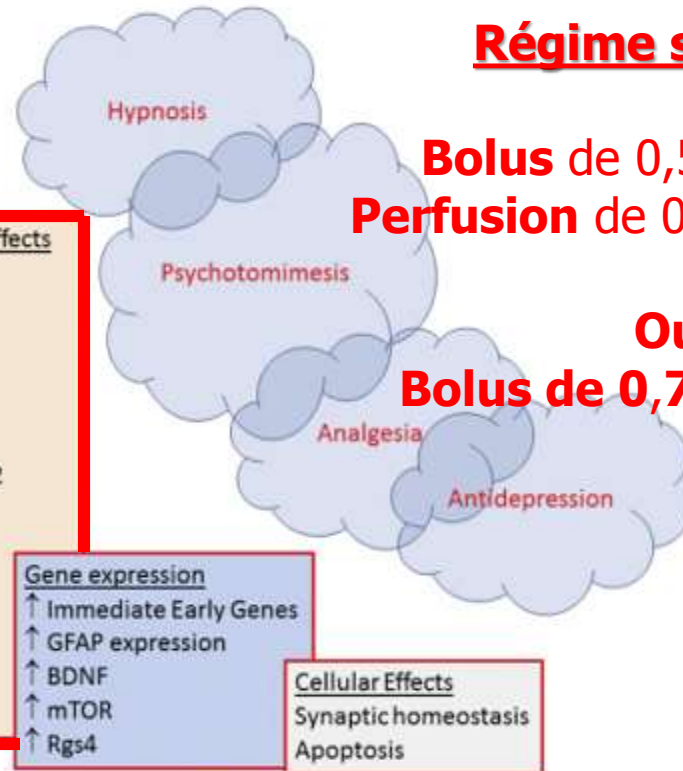 Régime s
Hypnosis
Bolus de 0,5
Perfusion de 0
ffects
Psychotomimesis
Ou
Bolus de 0,7
Analgesia
Antidepression
Gene expression
↑ Immediate Early Genes
↑ GFAP expression
↑ BDNF
↑ mTOR
↑ Rgs4
Cellular Effects
Synaptic homeostasis
Apoptosis